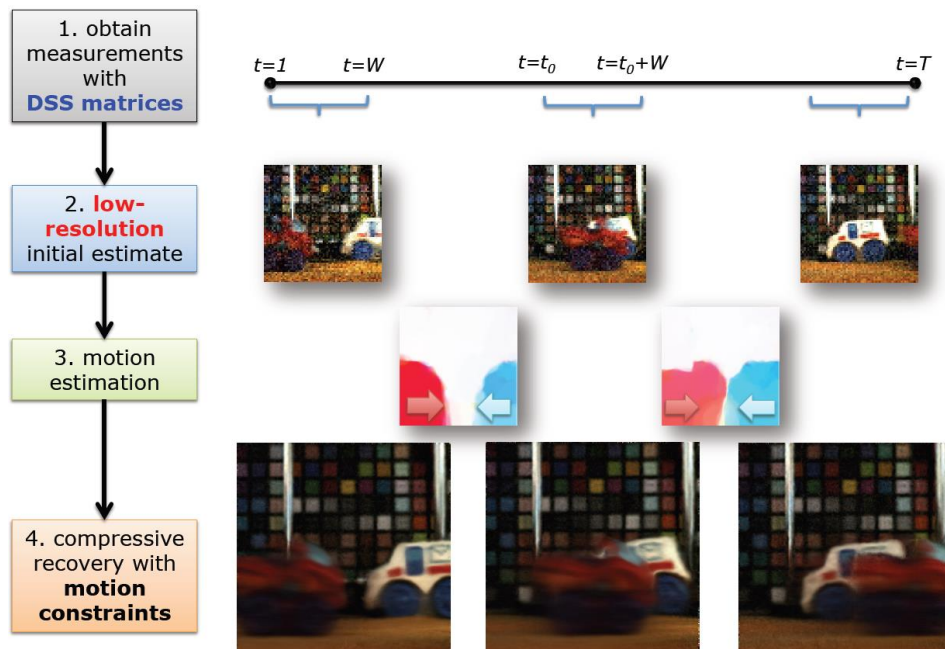 1. obtain
measurements
with
DSS matrices
t=1
t=W
t=t₀
t=t₀+W
t=T
2. low-
resolution
initial estimate
3. motion
estimation
4. compressive
recovery with
motion
constraints